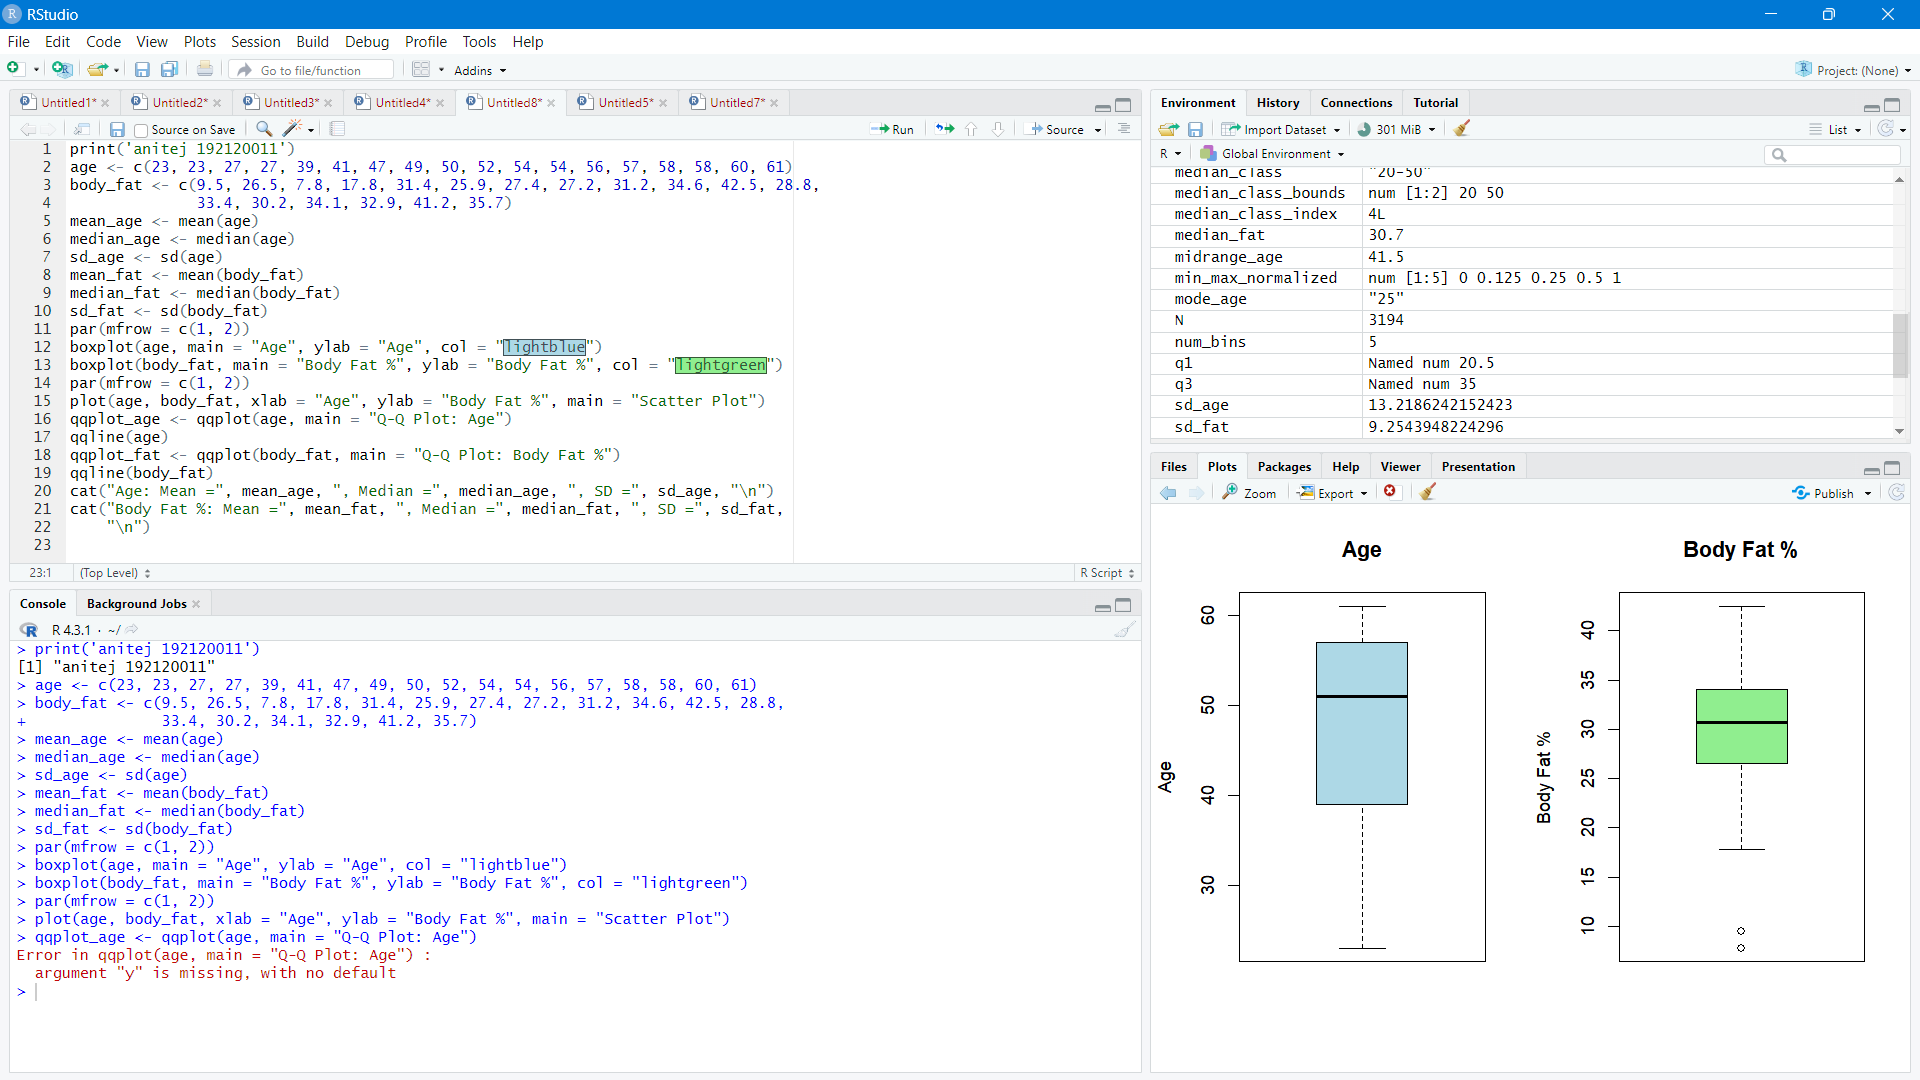 RStudio
File Edit Code View Plots Session Build Debug Profile Tools Help
Go to file/function Addins Project: (None)
Untitled1* Untitled2* Untitled3* Untitled4* Untitled8* Untitled5* Untitled7*
Source on Save Run Source
1 print('anitej 192120011')
2 age <- c(23, 23, 27, 27, 39, 41, 47, 49, 50, 52, 54, 54, 56, 57, 58, 58, 60, 61)
3 body_fat <- c(9.5, 26.5, 7.8, 17.8, 31.4, 25.9, 27.4, 27.2, 31.2, 34.6, 42.5, 28.8,
4 33.4, 30.2, 34.1, 32.9, 41.2, 35.7)
5 mean_age <- mean(age)
6 median_age <- median(age)
7 sd_age <- sd(age)
8 mean_fat <- mean(body_fat)
9 median_fat <- median(body_fat)
10 sd_fat <- sd(body_fat)
11 par(mfrow = c(1, 2))
12 boxplot(age, main = "Age", ylab = "Age", col = "lightblue")
13 boxplot(body_fat, main = "Body Fat %", ylab = "Body Fat %", col = "lightgreen")
14 par(mfrow = c(1, 2))
15 plot(age, body_fat, xlab = "Age", ylab = "Body Fat %", main = "Scatter Plot")
16 qqplot_age <- qqplot(age, main = "Q-Q Plot: Age")
17 qqline(age)
18 qqplot_fat <- qqplot(body_fat, main = "Q-Q Plot: Body Fat %")
19 qqline(body_fat)
20 cat("Age: Mean =", mean_age, ", Median =", median_age, ", SD =", sd_age, "\n")
21 cat("Body Fat %: Mean =", mean_fat, ", Median =", median_fat, ", SD =", sd_fat,
22 "\n")
23
23:1 (Top Level) R Script
Console Background Jobs
R 4.3.1 · ~/
> print('anitej 192120011')
[1] "anitej 192120011"
> age <- c(23, 23, 27, 27, 39, 41, 47, 49, 50, 52, 54, 54, 56, 57, 58, 58, 60, 61)
> body_fat <- c(9.5, 26.5, 7.8, 17.8, 31.4, 25.9, 27.4, 27.2, 31.2, 34.6, 42.5, 28.8,
+ 33.4, 30.2, 34.1, 32.9, 41.2, 35.7)
> mean_age <- mean(age)
> median_age <- median(age)
> sd_age <- sd(age)
> mean_fat <- mean(body_fat)
> median_fat <- median(body_fat)
> sd_fat <- sd(body_fat)
> par(mfrow = c(1, 2))
> boxplot(age, main = "Age", ylab = "Age", col = "lightblue")
> boxplot(body_fat, main = "Body Fat %", ylab = "Body Fat %", col = "lightgreen")
> par(mfrow = c(1, 2))
> plot(age, body_fat, xlab = "Age", ylab = "Body Fat %", main = "Scatter Plot")
> qqplot_age <- qqplot(age, main = "Q-Q Plot: Age")
Error in qqplot(age, main = "Q-Q Plot: Age") :
argument "y" is missing, with no default
>
Environment History Connections Tutorial
Import Dataset 301 MiB List
R Global Environment
median_class "20-50"
median_class_bounds num [1:2] 20 50
median_class_index 4L
median_fat 30.7
midrange_age 41.5
min_max_normalized num [1:5] 0 0.125 0.25 0.5 1
mode_age "25"
N 3194
num_bins 5
q1 Named num 20.5
q3 Named num 35
sd_age 13.2186242152423
sd_fat 9.2543948224296
Files Plots Packages Help Viewer Presentation
Zoom Export Publish
Age
Age
60
50
40
30
Body Fat %
Body Fat %
40
35
30
25
20
15
10